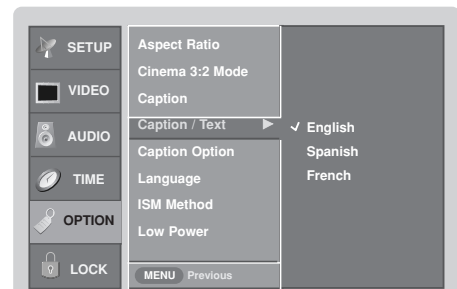 SETUP
VIDEO
AUDIO
TIME
OPTION
LOCK
Aspect Ratio
Cinema 3:2 Mode
Caption
Caption / Text
Caption Option
Language
ISM Method
Low Power
MENU Previous
English
Spanish
French